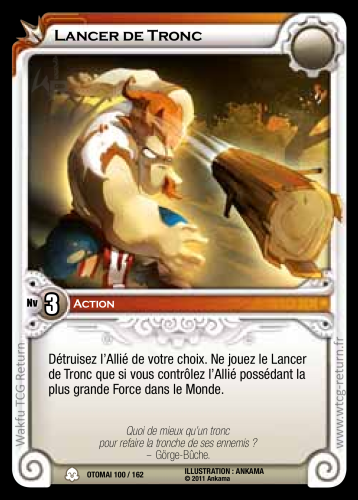 Lancer de Tronc
Nv 3 Action
Détruisez l'Allié de votre choix. Ne jouez le Lancer
de Tronc que si vous contrôlez l'Allié possédant la
plus grande Force dans le Monde.
Quoi de mieux qu'un tronc
pour refaire la tronche de ses ennemis ?
– Görge-Bûche.
OTOMAI 100 / 162
ILLUSTRATION : ANKAMA
© 2011 Ankama
Wakfu TCG Return
www.wtcg-return.fr